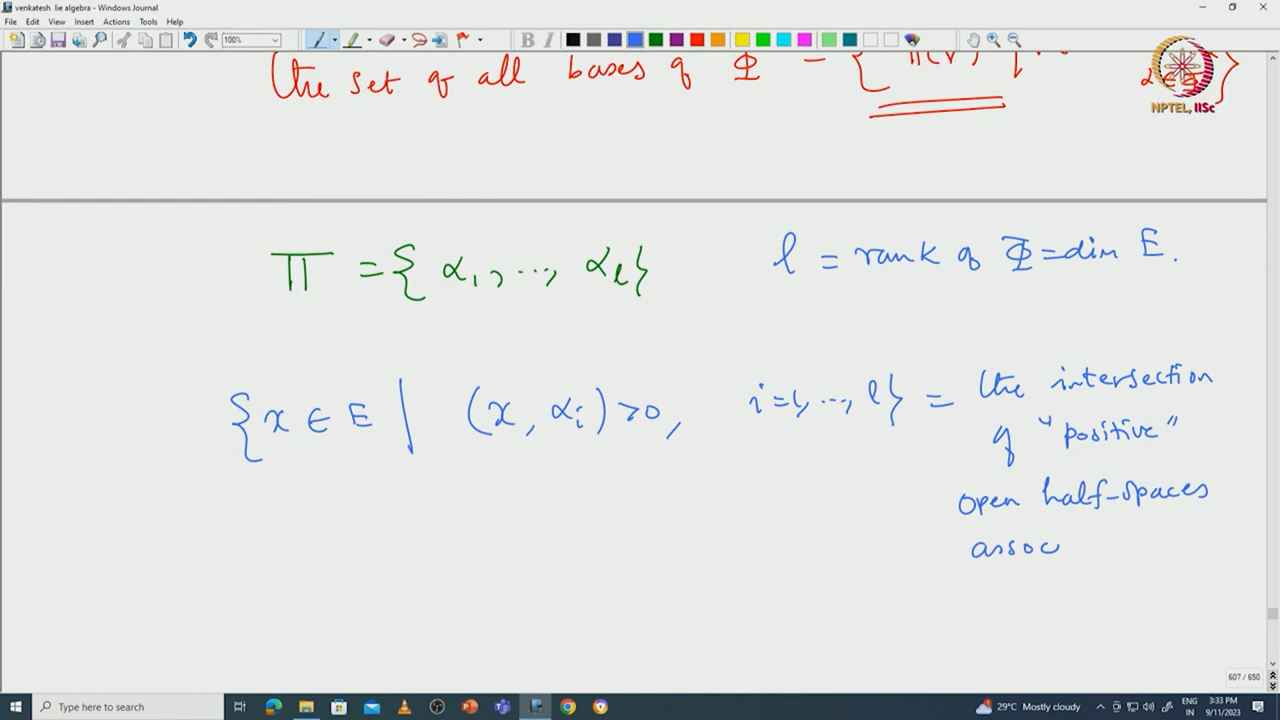 venkatesh lie algebra - Windows Journal
File Edit View Insert Actions Tools Help
100%
the set of all bases of Φ = {
NPTEL, IISc
Π = { α₁, ..., αℓ}
ℓ = rank of Φ = dim E.
{ x ∈ E | (x, αᵢ) > 0, i=1, ..., ℓ} = the intersection
of "positive"
open half-spaces
assoc
607 / 650
Type here to search
29°C Mostly cloudy
ENG
IN
3:33 PM
9/11/2023